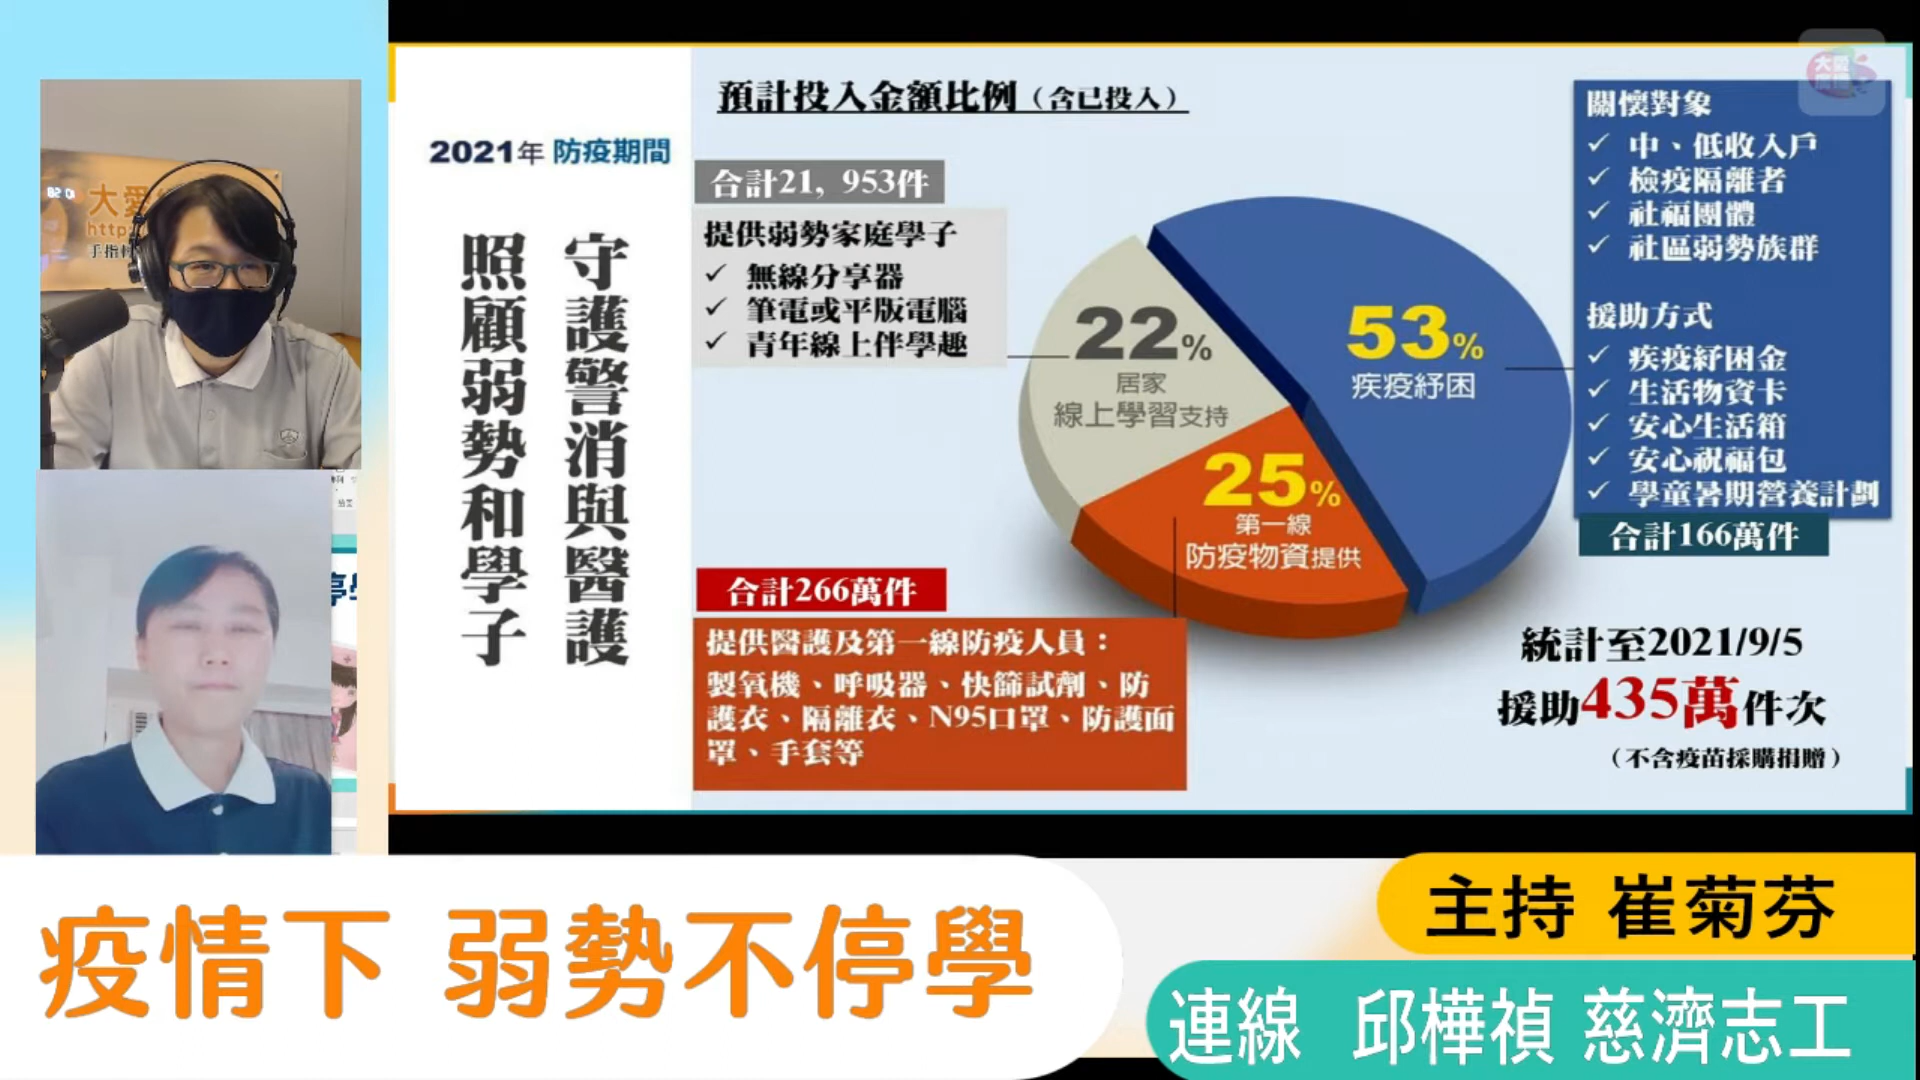 2021年 防疫期間
守護警消與醫護
照顧弱勢和學子
預計投入金額比例（含已投入）
合計21, 953件
提供弱勢家庭學子
✓ 無線分享器
✓ 筆電或平版電腦
✓ 青年線上伴學趣
22%
居家
線上學習支持
53%
疾疫紓困
25%
第一線
防疫物資提供
關懷對象
✓ 中、低收入戶
✓ 檢疫隔離者
✓ 社福團體
✓ 社區弱勢族群
援助方式
✓ 疾疫紓困金
✓ 生活物資卡
✓ 安心生活箱
✓ 安心祝福包
✓ 學童暑期營養計劃
合計166萬件
合計266萬件
提供醫護及第一線防疫人員：
製氧機、呼吸器、快篩試劑、防
護衣、隔離衣、N95口罩、防護面
罩、手套等
統計至2021/9/5
援助435萬件次
（不含疫苗採購捐贈）
大愛
http
手指
疫情下 弱勢不停學
主持 崔菊芬
連線 邱樺禎 慈濟志工